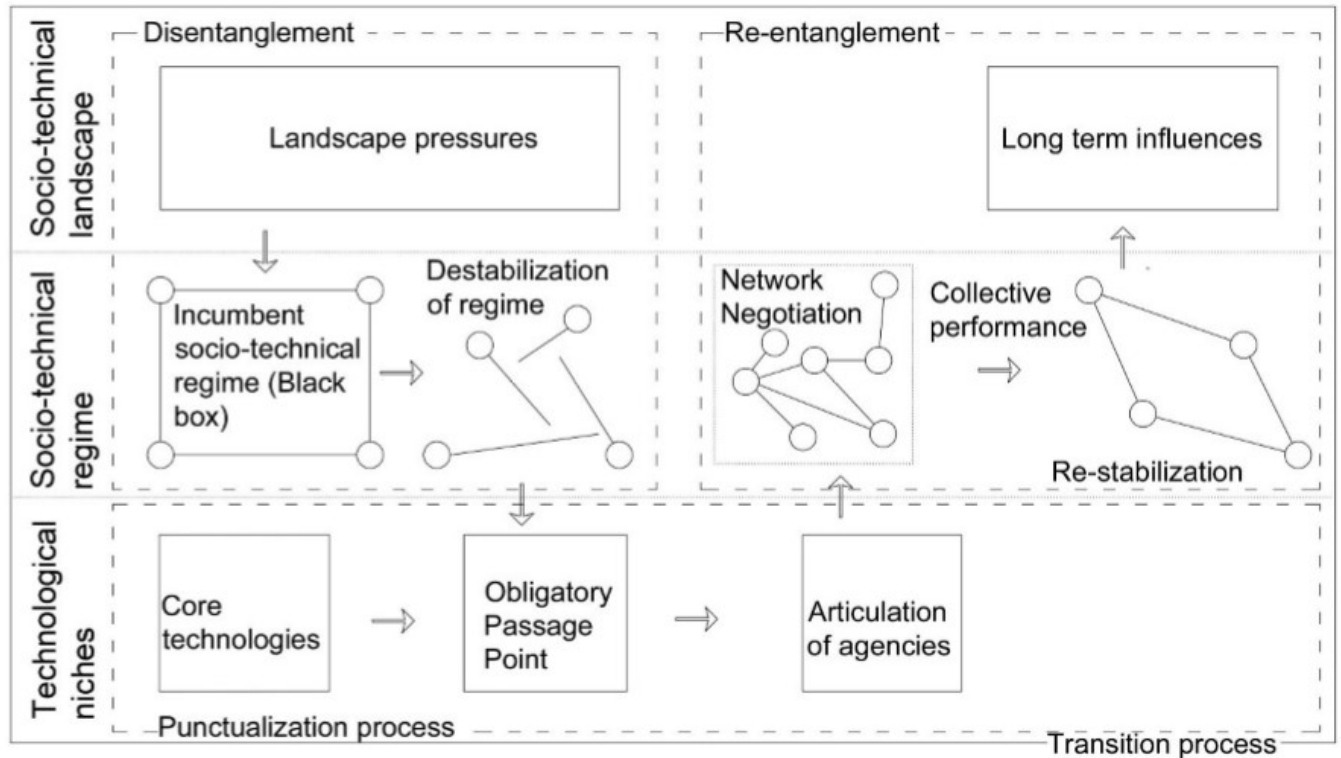 Disentanglement
Re-entanglement
Socio-technical
landscape
Landscape pressures
Long term influences
Socio-technical
regime
Incumbent
socio-technical
regime (Black
box)
Destabilization
of regime
Network
Negotiation
Collective
performance
Re-stabilization
Technological
niches
Core
technologies
Obligatory
Passage
Point
Articulation
of agencies
Punctualization process
Transition process